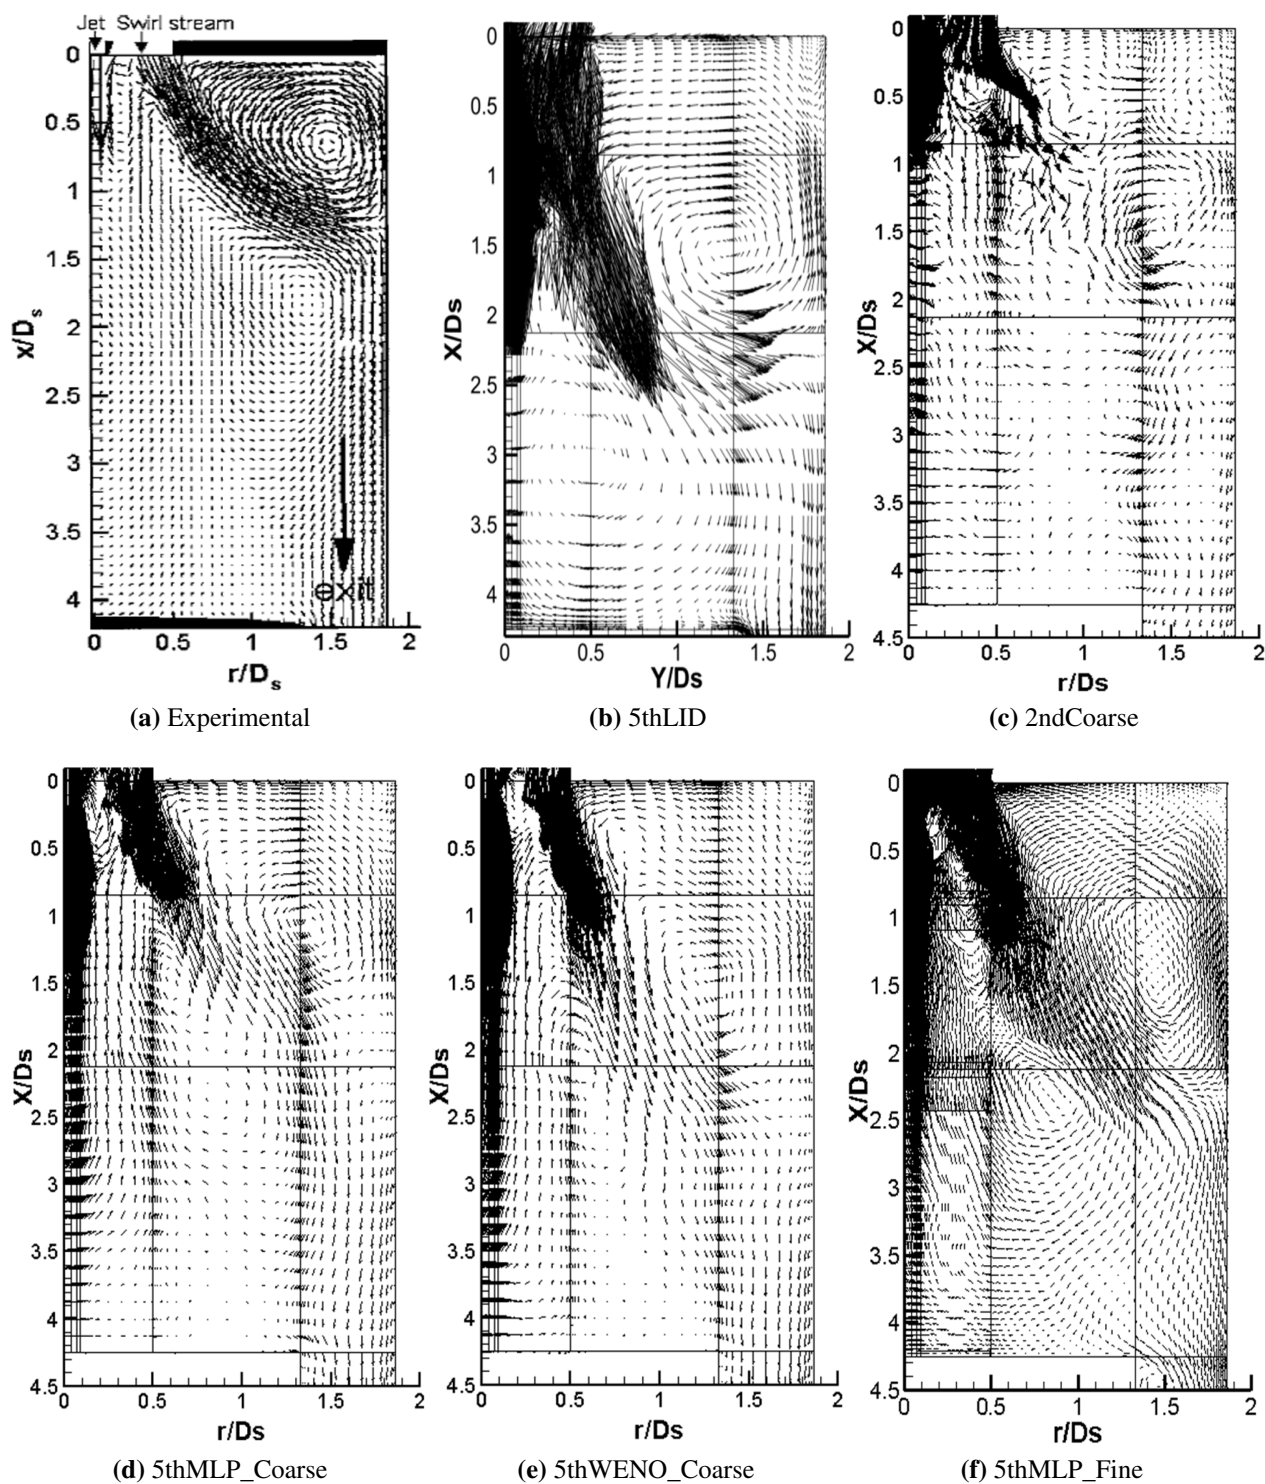 Jet Swirl stream
0
0.5
1
1.5
2
2.5
3
3.5
4
X/Ds
exit
0 0.5 1 1.5 2
r/Ds
(a) Experimental
0
0.5
1
1.5
2
2.5
3
3.5
4
X/Ds
0 0.5 1 1.5 2
Y/Ds
(b) 5thLID
0
0.5
1
1.5
2
2.5
3
3.5
4
4.5
X/Ds
0 0.5 1 1.5 2
r/Ds
(c) 2ndCoarse
0
0.5
1
1.5
2
2.5
3
3.5
4
4.5
X/Ds
0 0.5 1 1.5 2
r/Ds
(d) 5thMLP_Coarse
0
0.5
1
1.5
2
2.5
3
3.5
4
4.5
X/Ds
0 0.5 1 1.5 2
r/Ds
(e) 5thWENO_Coarse
0
0.5
1
1.5
2
2.5
3
3.5
4
4.5
X/Ds
0 0.5 1 1.5 2
r/Ds
(f) 5thMLP_Fine